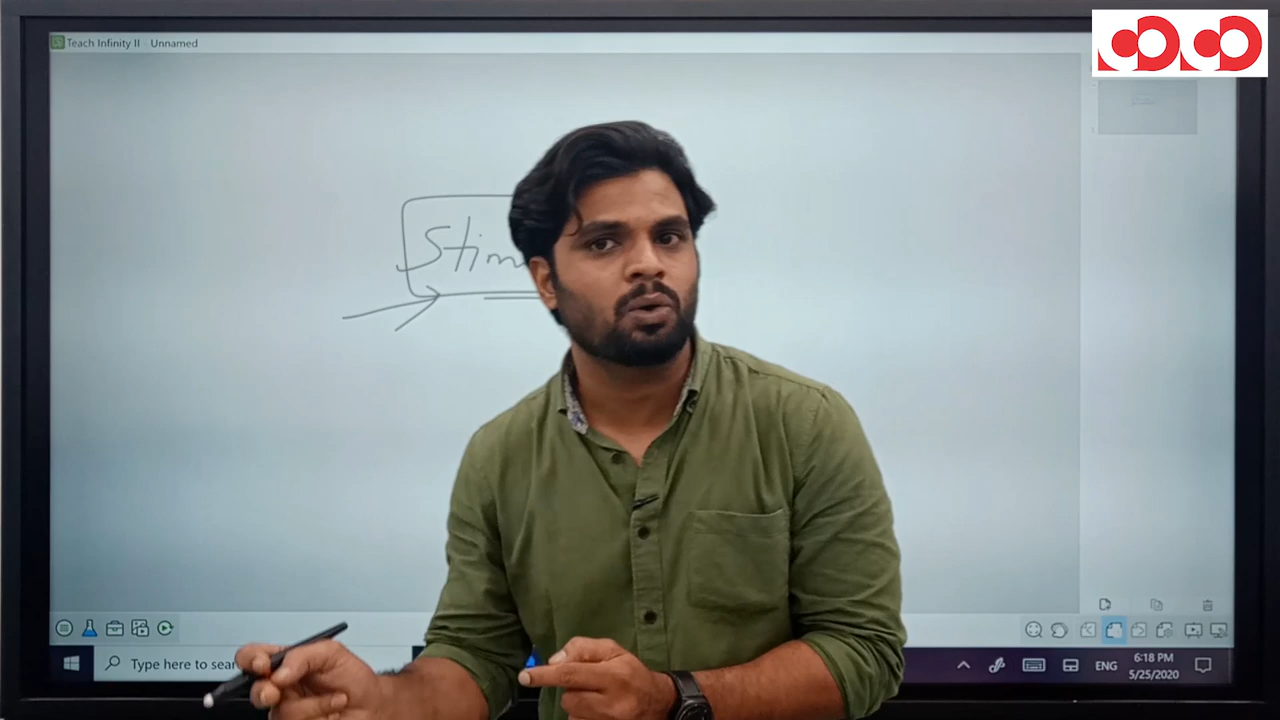 Teach Infinity II - Unnamed
Stim
Type here to sear
ENG
6:18 PM
5/25/2020